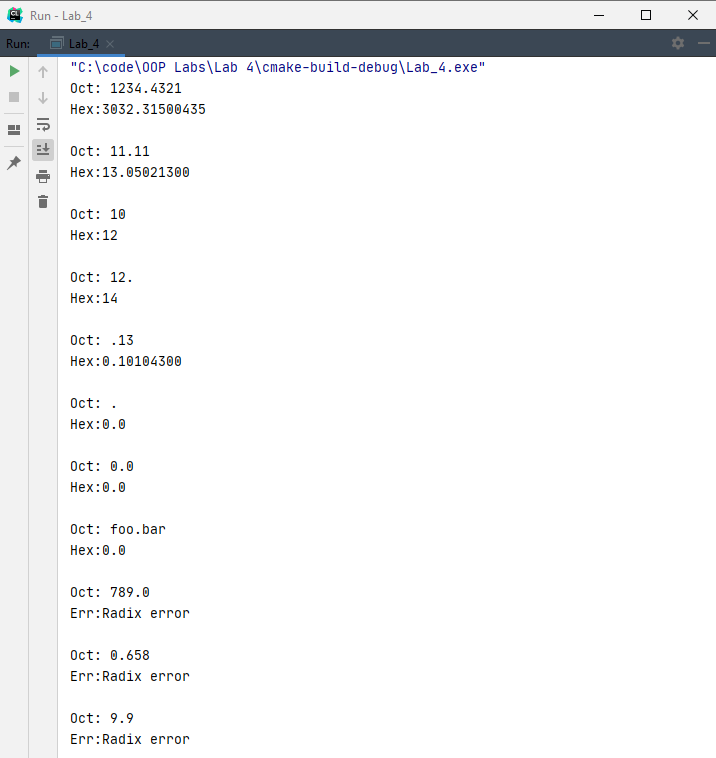 Run - Lab_4
Run: Lab_4
"C:\code\OOP Labs\Lab 4\cmake-build-debug\Lab_4.exe"
Oct: 1234.4321
Hex:3032.31500435
Oct: 11.11
Hex:13.05021300
Oct: 10
Hex:12
Oct: 12.
Hex:14
Oct: .13
Hex:0.10104300
Oct: .
Hex:0.0
Oct: 0.0
Hex:0.0
Oct: foo.bar
Hex:0.0
Oct: 789.0
Err:Radix error
Oct: 0.658
Err:Radix error
Oct: 9.9
Err:Radix error